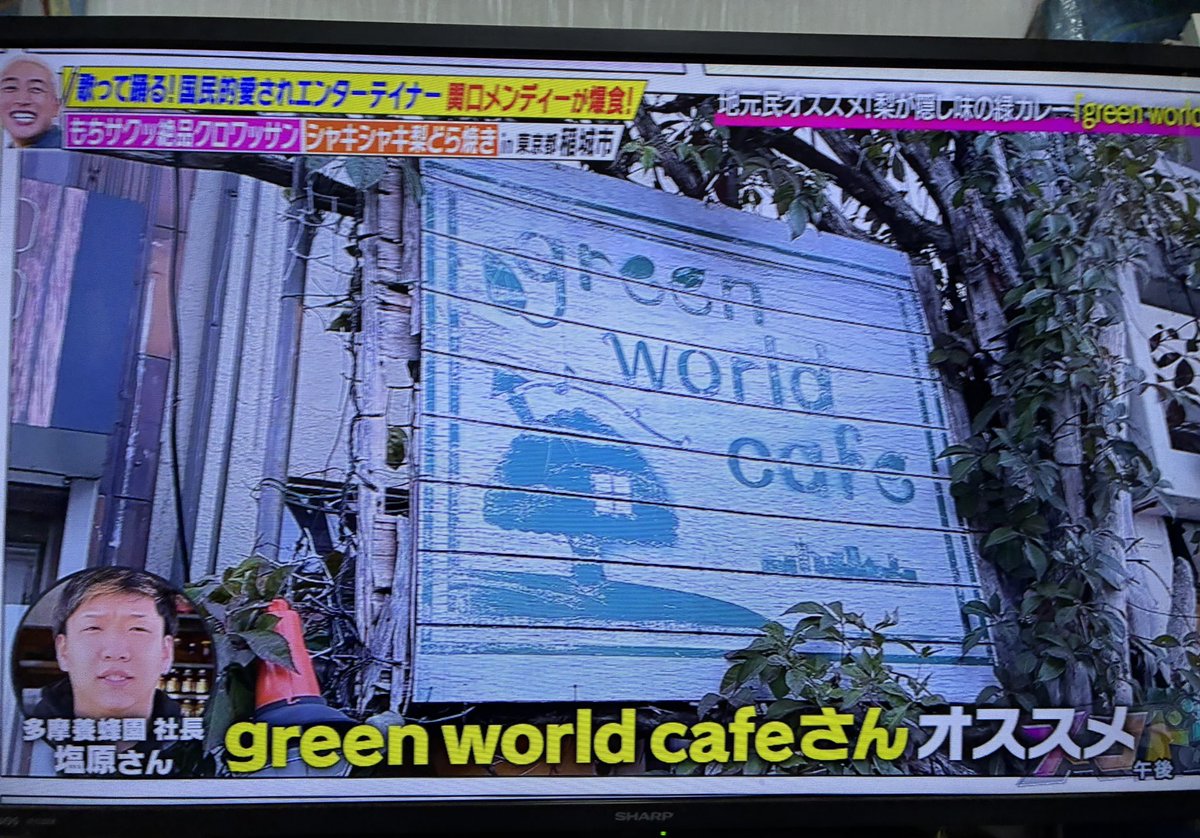 歌って踊る!国民的愛されエンターテイナー 関口メンディーが爆食!
もちサクッ絶品クロワッサン シャキシャキ梨どら焼き in 東京都 稲城市
地元民オススメ!梨が隠し味の緑カレー「green world
green
world
cafe
多摩養蜂園 社長
塩原さん
green world cafeさん オススメ
午後
SHARP